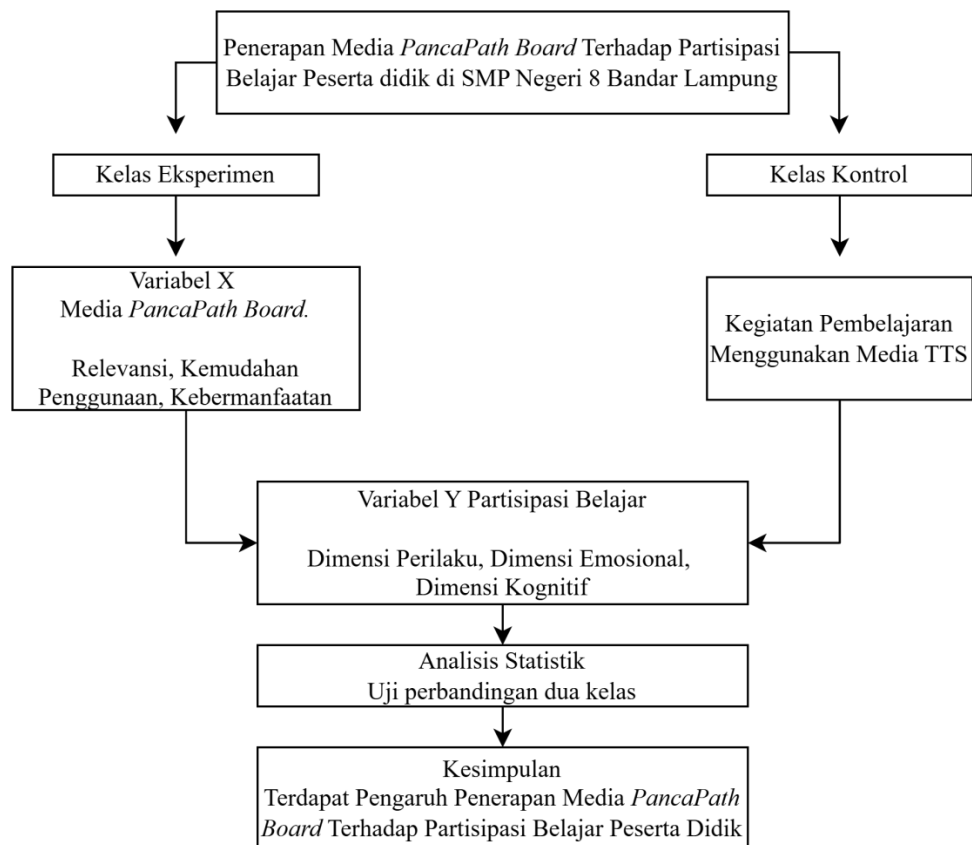 Penerapan Media PancaPath Board Terhadap Partisipasi
Belajar Peserta didik di SMP Negeri 8 Bandar Lampung
Kelas Eksperimen
Kelas Kontrol
Variabel X
Media PancaPath Board.
Relevansi, Kemudahan
Penggunaan, Kebermanfaatan
Kegiatan Pembelajaran
Menggunakan Media TTS
Variabel Y Partisipasi Belajar
Dimensi Perilaku, Dimensi Emosional,
Dimensi Kognitif
Analisis Statistik
Uji perbandingan dua kelas
Kesimpulan
Terdapat Pengaruh Penerapan Media PancaPath
Board Terhadap Partisipasi Belajar Peserta Didik